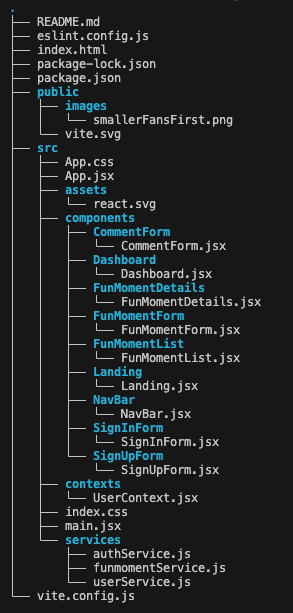 .
├── README.md
├── eslint.config.js
├── index.html
├── package-lock.json
├── package.json
├── public
│   ├── images
│   │   └── smallerFansFirst.png
│   └── vite.svg
├── src
│   ├── App.css
│   ├── App.jsx
│   ├── assets
│   │   └── react.svg
│   ├── components
│   │   ├── CommentForm
│   │   │   └── CommentForm.jsx
│   │   ├── Dashboard
│   │   │   └── Dashboard.jsx
│   │   ├── FunMomentDetails
│   │   │   └── FunMomentDetails.jsx
│   │   ├── FunMomentForm
│   │   │   └── FunMomentForm.jsx
│   │   ├── FunMomentList
│   │   │   └── FunMomentList.jsx
│   │   ├── Landing
│   │   │   └── Landing.jsx
│   │   ├── NavBar
│   │   │   └── NavBar.jsx
│   │   ├── SignInForm
│   │   │   └── SignInForm.jsx
│   │   └── SignUpForm
│   │       └── SignUpForm.jsx
│   ├── contexts
│   │   └── UserContext.jsx
│   ├── index.css
│   ├── main.jsx
│   └── services
│       ├── authService.js
│       ├── funmomentService.js
│       └── userService.js
└── vite.config.js